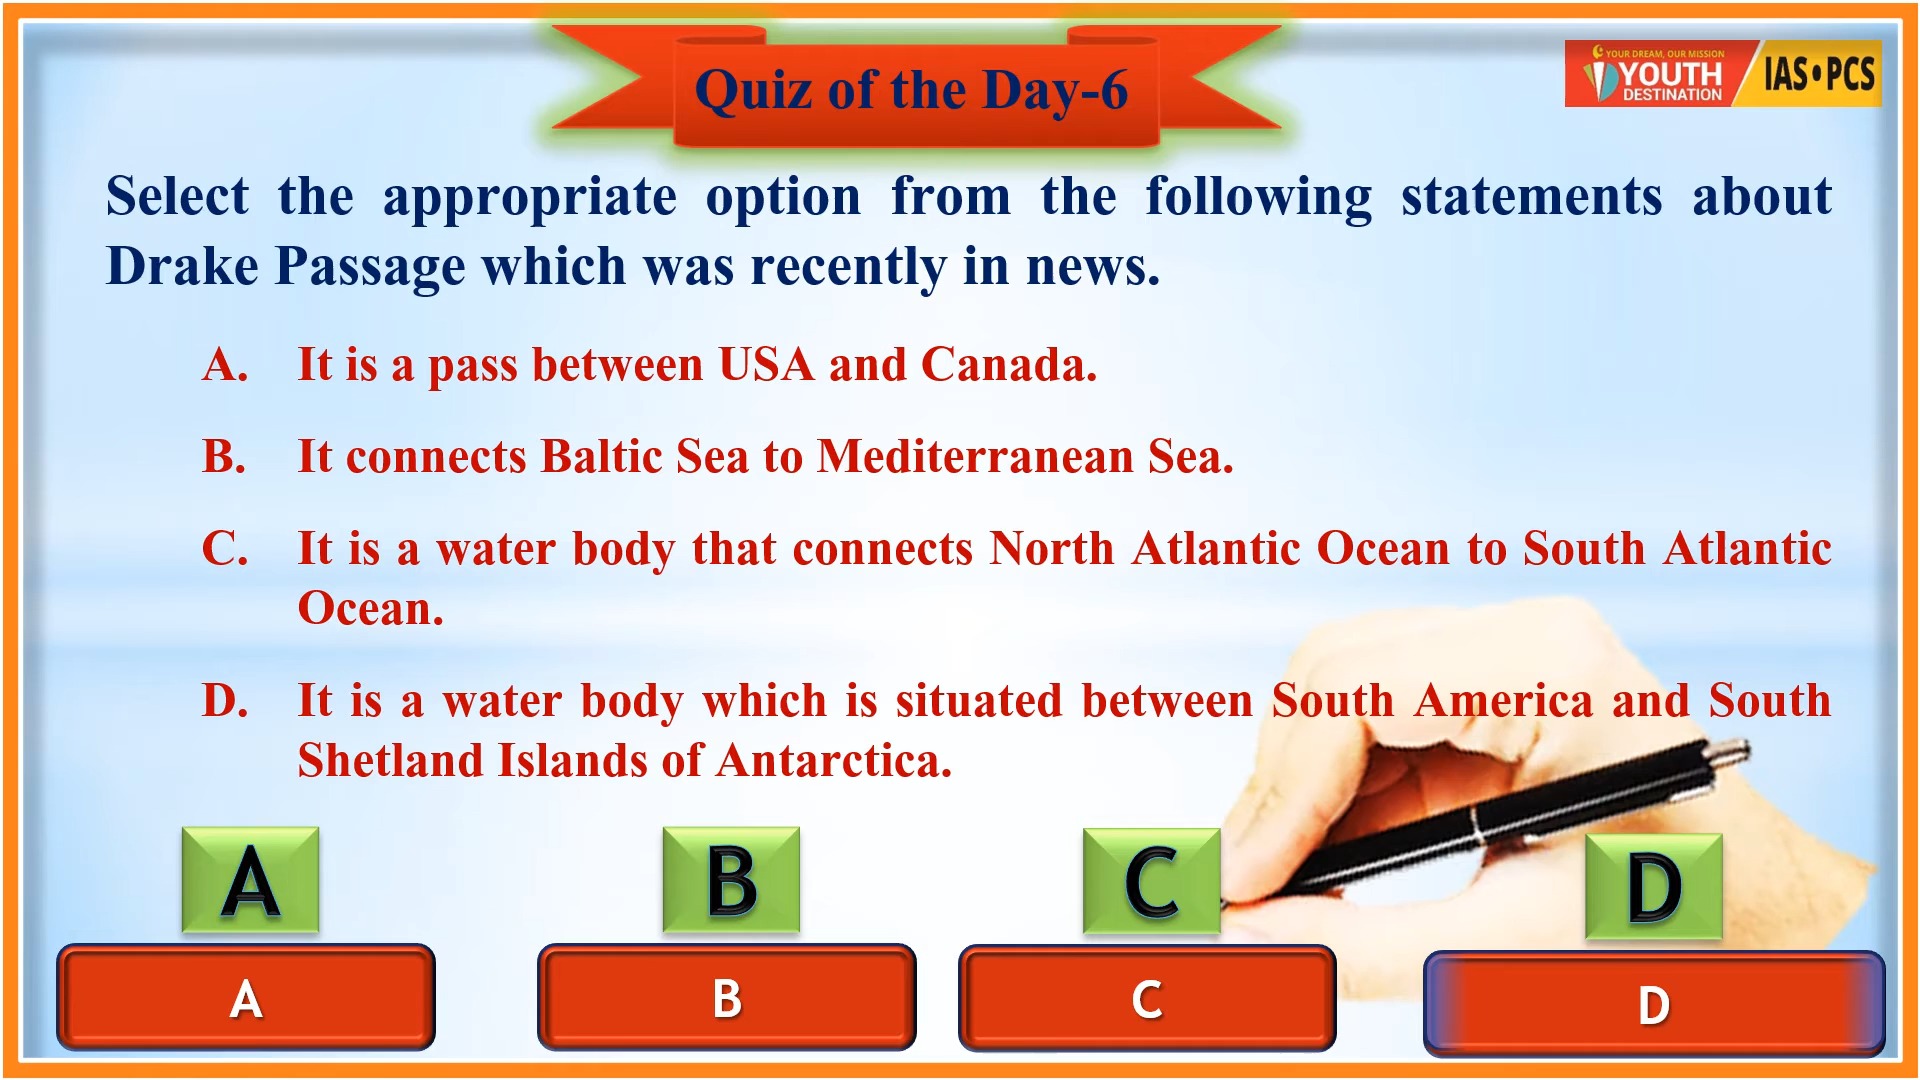 Quiz of the Day-6
YOUR DREAM, OUR MISSION
YOUTH
DESTINATION
IAS•PCS
Select the appropriate option from the following statements about
Drake Passage which was recently in news.
A. It is a pass between USA and Canada.
B. It connects Baltic Sea to Mediterranean Sea.
C. It is a water body that connects North Atlantic Ocean to South Atlantic
Ocean.
D. It is a water body which is situated between South America and South
Shetland Islands of Antarctica.
A B C D
A B C D